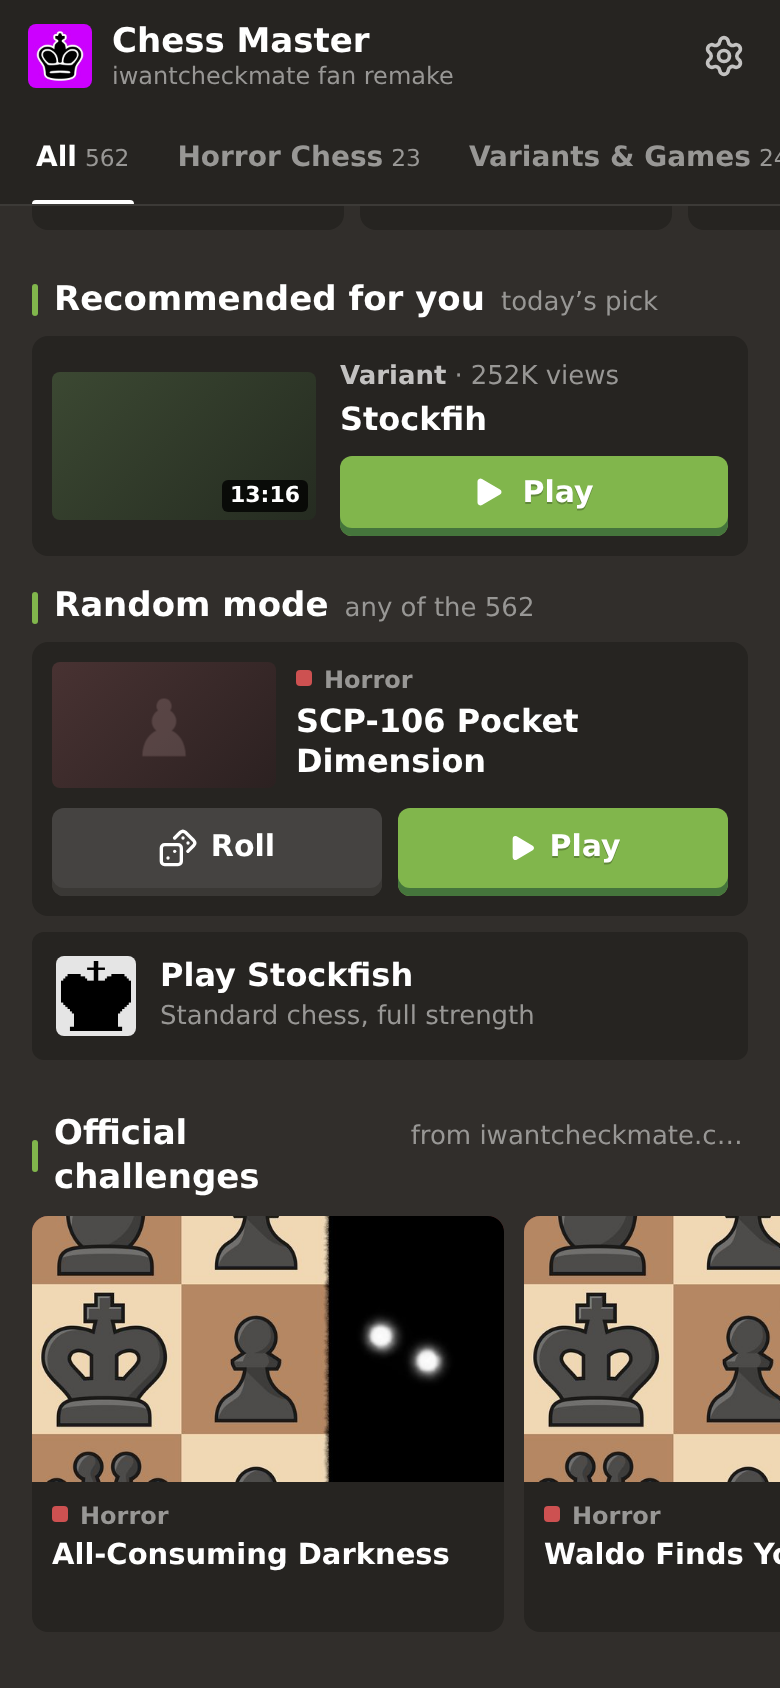 Chess Master
iwantcheckmate fan remake
All 562 Horror Chess 23 Variants & Games 24
Recommended for you today’s pick
Variant · 252K views
Stockfih
13:16
Play
Random mode any of the 562
Horror
SCP-106 Pocket
Dimension
Roll
Play
Play Stockfish
Standard chess, full strength
Official
challenges
from iwantcheckmate.c…
Horror
All-Consuming Darkness
Horror
Waldo Finds